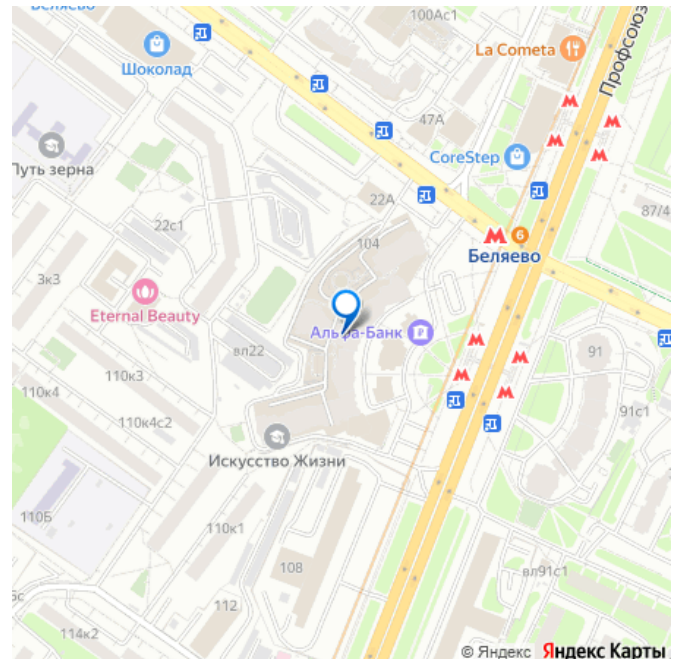 Беляево
100Ас1
La Cometa
Профсоюз
Шоколад
47А
CoreStep
Путь зерна
22А
87/4
22с1
104
6
Беляево
3к3
Eternal Beauty
Альфа-Банк
вл22
91
110к3
110к4
91с1
110к4с2
Искусство Жизни
110Б
110к1
108
вл91с1
5с
112
114к2
© Яндекс Яндекс Карты